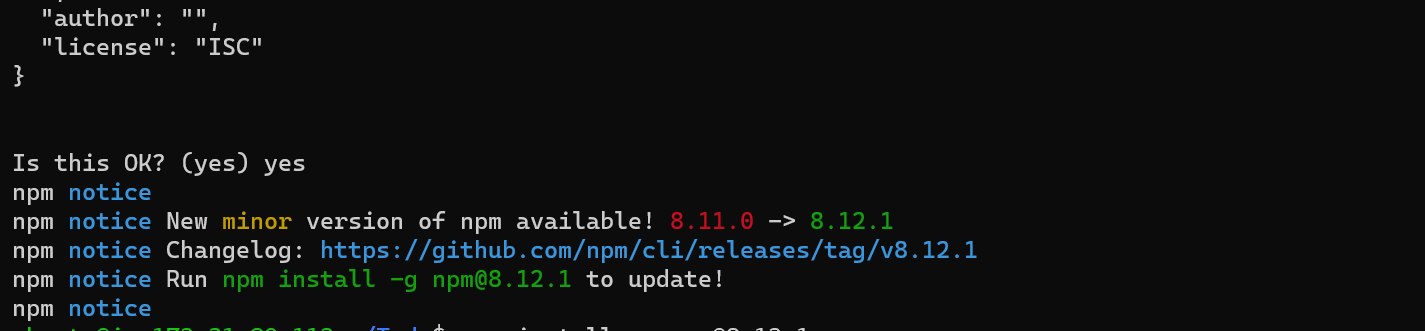 "author": "",
"license": "ISC"
}
Is this OK? (yes) yes
npm notice
npm notice New minor version of npm available! 8.11.0 -> 8.12.1
npm notice Changelog: https://github.com/npm/cli/releases/tag/v8.12.1
npm notice Run npm install -g npm@8.12.1 to update!
npm notice